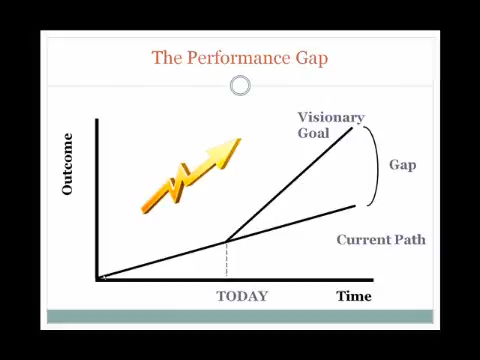 The Performance Gap
Visionary
Goal
Outcome
Gap
Current Path
TODAY
Time